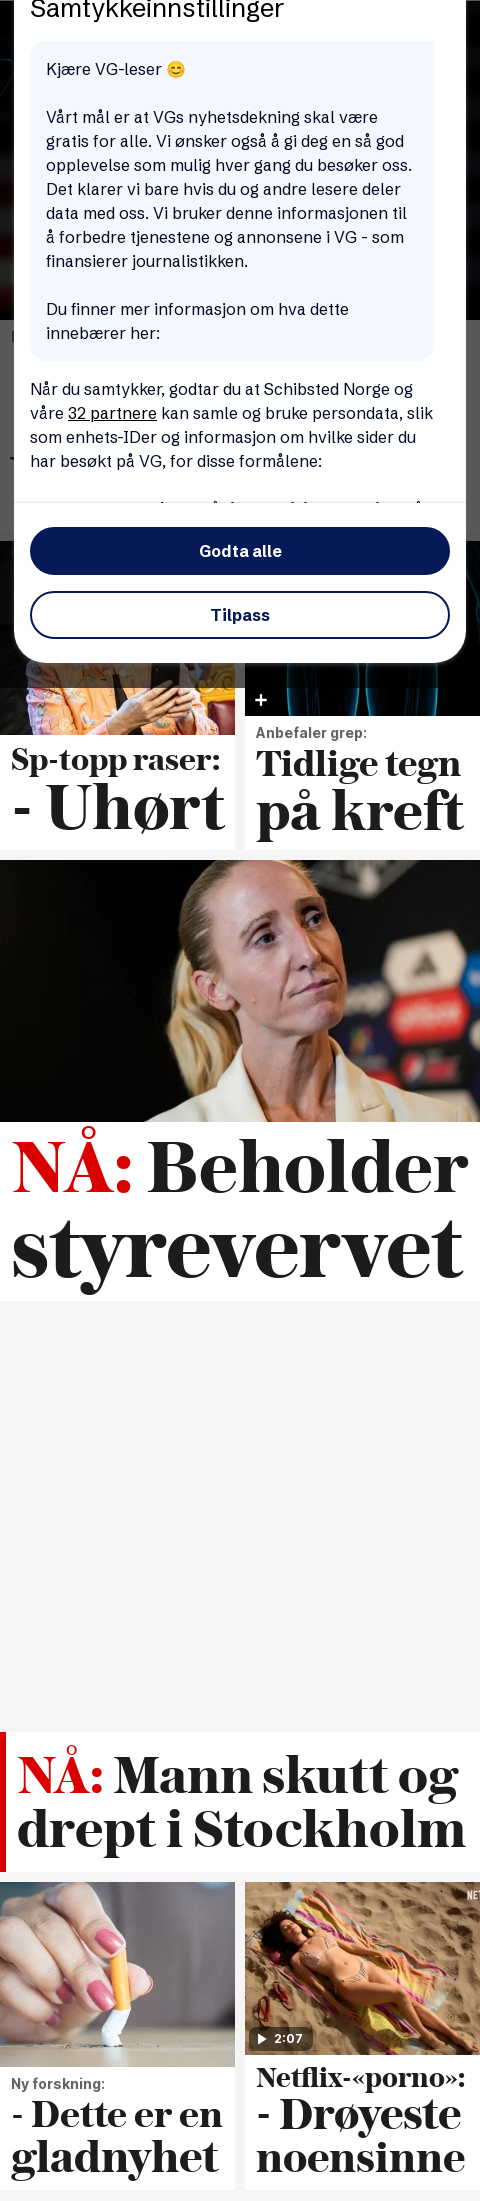 Samtykkeinnstillinger
Kjære VG-leser 😊
Vårt mål er at VGs nyhetsdekning skal være
gratis for alle. Vi ønsker også å gi deg en så god
opplevelse som mulig hver gang du besøker oss.
Det klarer vi bare hvis du og andre lesere deler
data med oss. Vi bruker denne informasjonen til
å forbedre tjenestene og annonsene i VG - som
finansierer journalistikken.
Du finner mer informasjon om hva dette
innebærer her:
Når du samtykker, godtar du at Schibsted Norge og
våre 32 partnere kan samle og bruke persondata, slik
som enhets-IDer og informasjon om hvilke sider du
har besøkt på VG, for disse formålene:
Godta alle
Tilpass
Sp-topp raser:
- Uhørt
Anbefaler grep:
Tidlige tegn
på kreft
NÅ: Beholder
styrevervet
NÅ: Mann skutt og
drept i Stockholm
Ny forskning:
- Dette er en
gladnyhet
2:07
Netflix-«porno»:
- Drøyeste
noensinne